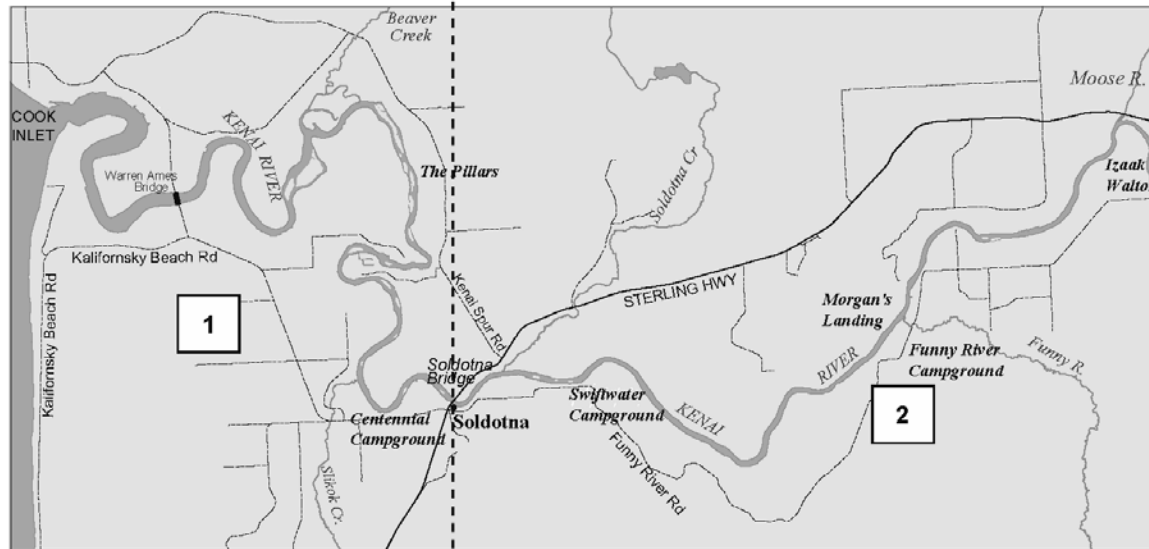 Beaver
Creek
Moose R.
COOK
INLET
KENAI RIVER
Warren Ames
Bridge
The Pillars
Soldotna Cr
Izaak
Walto
Kalifornsky Beach Rd
Kalifornsky Beach Rd
1
Kenai Spur Rd
STERLING HWY
Morgan's
Landing
RIVER
Funny River
Campground
Funny R.
Soldotna
Bridge
Swiftwater
Campground
KENAI
2
Centenntal
Campground
Soldotna
Funny River Rd
Slikok Cr.